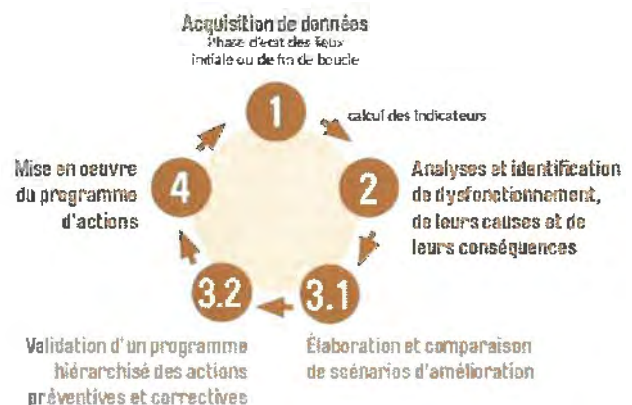 Acquisition de données
Phase d'état des lieux
initiale ou de fin de boucle
1
calcul des indicateurs
Mise en oeuvre
du programme
d'actions
4
2
Analyses et identification
de dysfonctionnement,
de leurs causes et de
leurs conséquences
3.2
3.1
Validation d'un programme
hiérarchisé des actions
préventives et correctives
Élaboration et comparaison
de scénarios d'amélioration